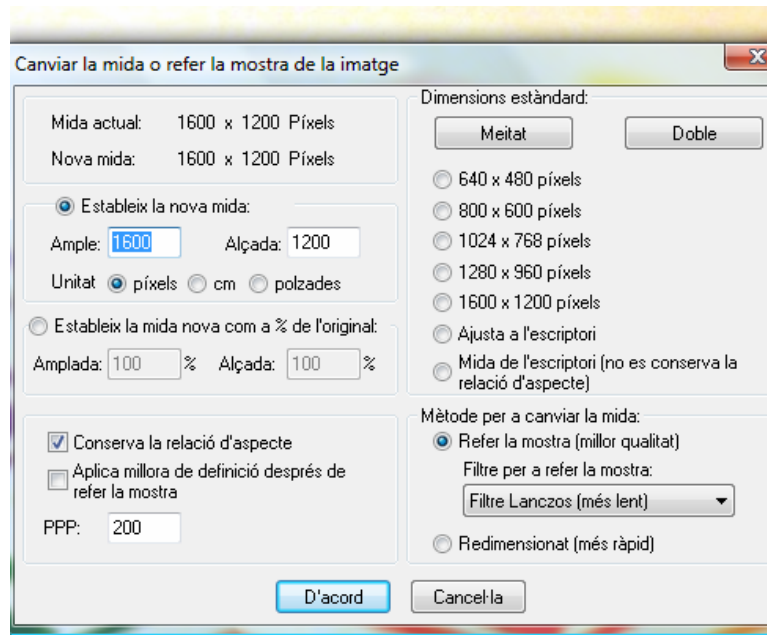 Canviar la mida o refer la mostra de la imatge
Mida actual: 1600 x 1200 Píxels
Nova mida: 1600 x 1200 Píxels
Estableix la nova mida:
Ample: 1600 Alçada: 1200
Unitat píxels cm polzades
Estableix la mida nova com a % de l'original:
Amplada: 100 % Alçada: 100 %
Conserva la relació d'aspecte
Aplica millora de definició després de
refer la mostra
PPP: 200
Dimensions estàndard:
Meitat Doble
640 x 480 píxels
800 x 600 píxels
1024 x 768 píxels
1280 x 960 píxels
1600 x 1200 píxels
Ajusta a l'escriptori
Mida de l'escriptori (no es conserva la
relació d'aspecte)
Mètode per a canviar la mida:
Refer la mostra (millor qualitat)
Filtre per a refer la mostra:
Filtre Lanczos (més lent)
Redimensionat (més ràpid)
D'acord Cancel·la